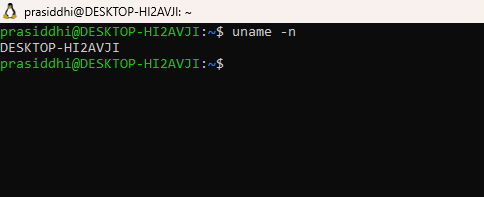 prasiddhi@DESKTOP-HI2AVJI: ~
prasiddhi@DESKTOP-HI2AVJI:~$ uname -n
DESKTOP-HI2AVJI
prasiddhi@DESKTOP-HI2AVJI:~$